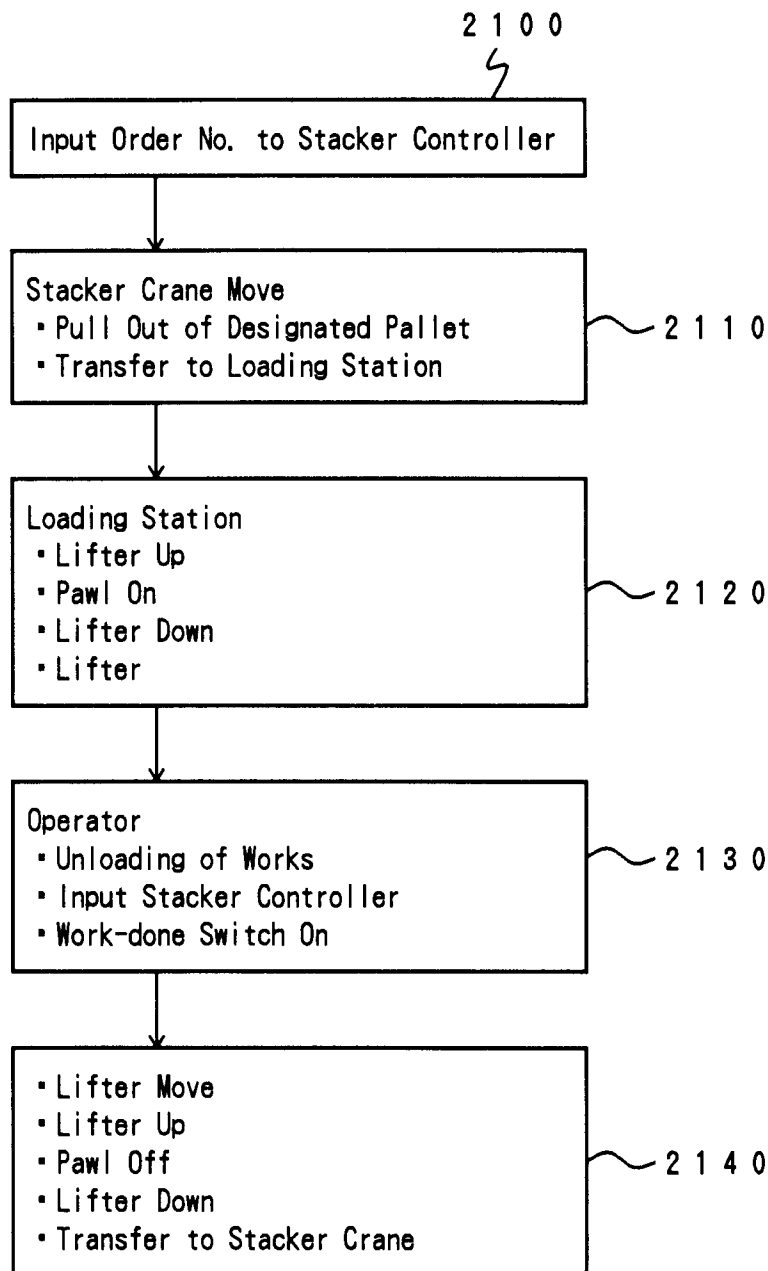 2100
Input Order No. to Stacker Controller
Stacker Crane Move
▪ Pull Out of Designated Pallet
▪ Transfer to Loading Station
2110
Loading Station
▪ Lifter Up
▪ Pawl On
▪ Lifter Down
▪ Lifter
2120
Operator
▪ Unloading of Works
▪ Input Stacker Controller
▪ Work-done Switch On
2130
▪ Lifter Move
▪ Lifter Up
▪ Pawl Off
▪ Lifter Down
▪ Transfer to Stacker Crane
2140